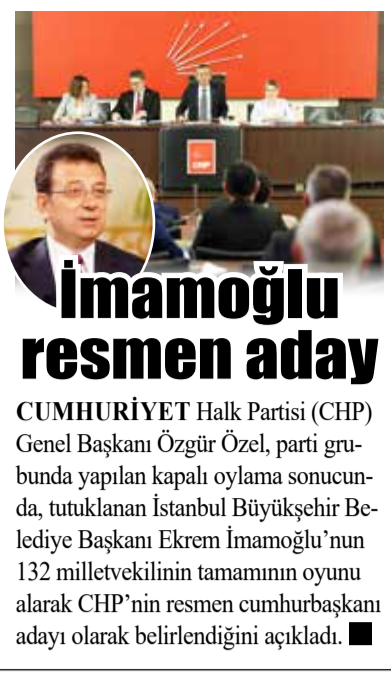 CHP
İmamoğlu
resmen aday
CUMHURİYET Halk Partisi (CHP)
Genel Başkanı Özgür Özel, parti gru-
bunda yapılan kapalı oylama sonucun-
da, tutuklanan İstanbul Büyükşehir Be-
lediye Başkanı Ekrem İmamoğlu’nun
132 milletvekilinin tamamının oyunu
alarak CHP’nin resmen cumhurbaşkanı
adayı olarak belirlendiğini açıkladı.